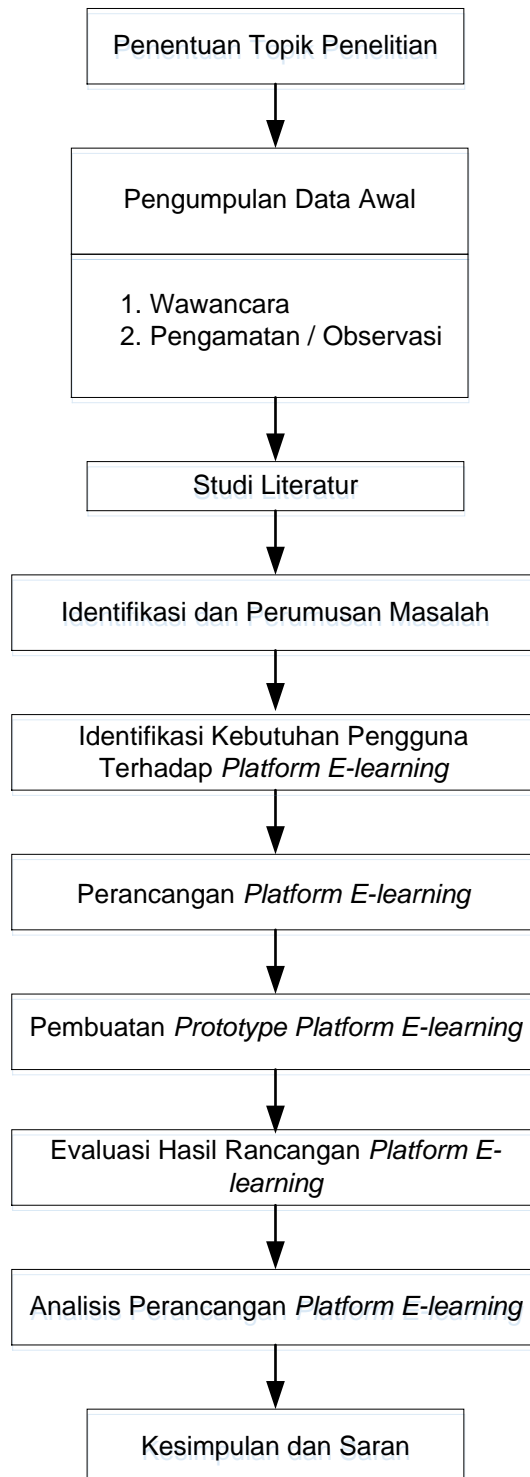 Penentuan Topik Penelitian
Pengumpulan Data Awal
1. Wawancara
2. Pengamatan / Observasi
Studi Literatur
Identifikasi dan Perumusan Masalah
Identifikasi Kebutuhan Pengguna
Terhadap Platform E-learning
Perancangan Platform E-learning
Pembuatan Prototype Platform E-learning
Evaluasi Hasil Rancangan Platform E-
learning
Analisis Perancangan Platform E-learning
Kesimpulan dan Saran